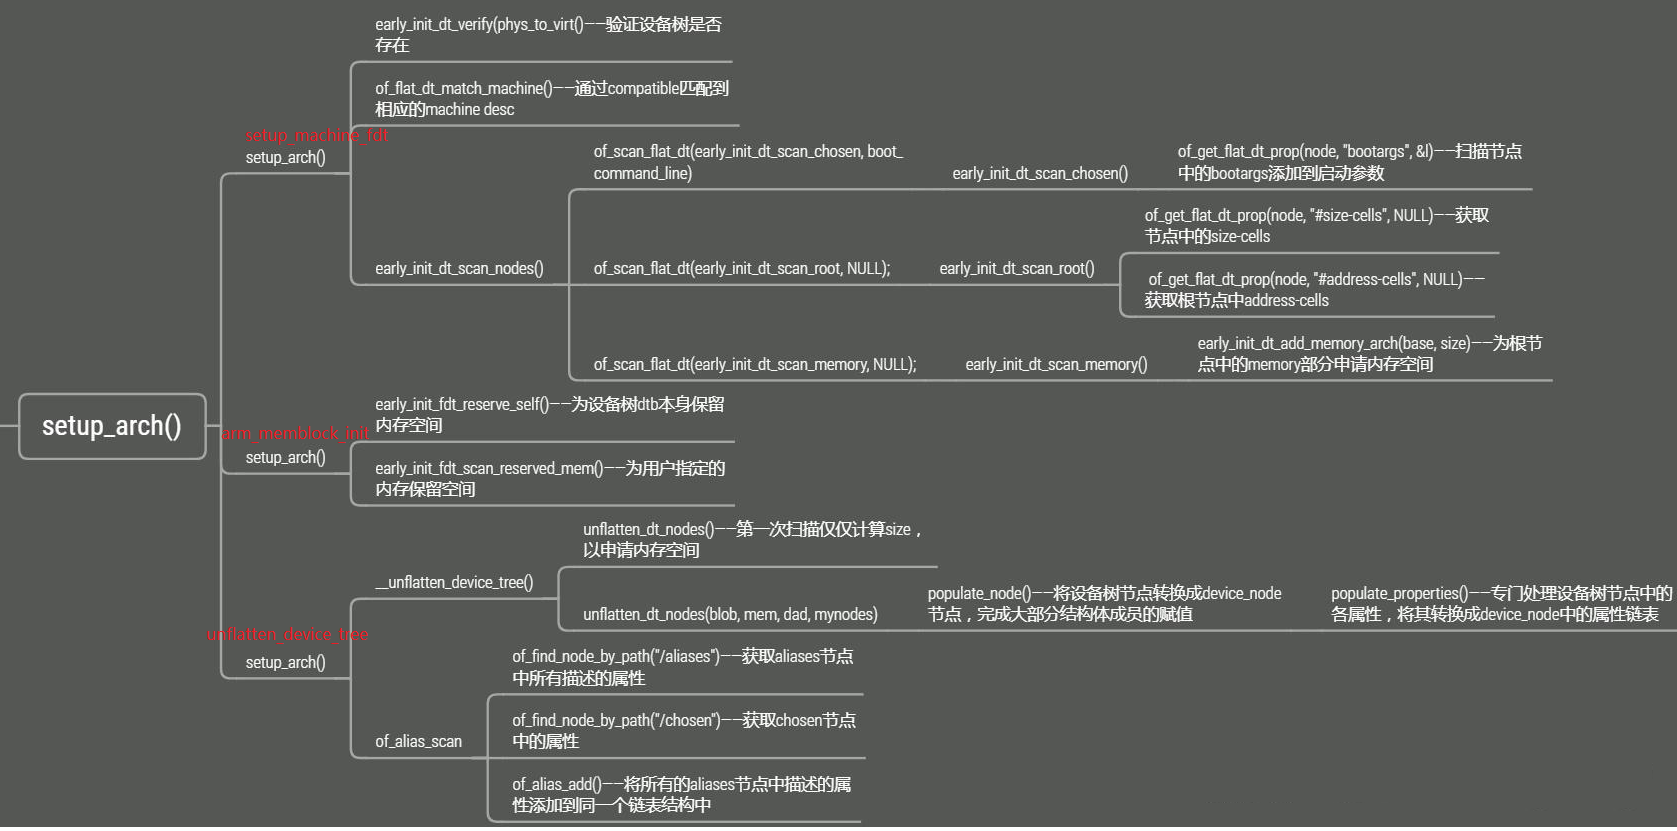 early_init_dt_verify(phys_to_virt()——验证设备树是否
存在
of_flat_dt_match_machine()——通过compatible匹配到
相应的machine desc
setup_machine_fdt
setup_arch()
of_scan_flat_dt(early_init_dt_scan_chosen, boot_
command_line)
early_init_dt_scan_chosen()
of_get_flat_dt_prop(node, "bootargs", &l)——扫描节点
中的bootargs添加到启动参数
early_init_dt_scan_nodes()
of_scan_flat_dt(early_init_dt_scan_root, NULL);
early_init_dt_scan_root()
of_get_flat_dt_prop(node, "#size-cells", NULL)——获取
节点中的size-cells
of_get_flat_dt_prop(node, "#address-cells", NULL)——
获取根节点中address-cells
of_scan_flat_dt(early_init_dt_scan_memory, NULL);
early_init_dt_scan_memory()
early_init_dt_add_memory_arch(base, size)——为根节
点中的memory部分申请内存空间
setup_arch()
arm_memblock_init
setup_arch()
early_init_fdt_reserve_self()——为设备树dtb本身保留
内存空间
early_init_fdt_scan_reserved_mem()——为用户指定的
内存保留空间
unflatten_device_tree
setup_arch()
__unflatten_device_tree()
unflatten_dt_nodes()——第一次扫描仅仅计算size，
以申请内存空间
unflatten_dt_nodes(blob, mem, dad, mynodes)
populate_node()——将设备树节点转换成device_node
节点，完成大部分结构体成员的赋值
populate_properties()——专门处理设备树节点中的
各属性，将其转换成device_node中的属性链表
of_alias_scan
of_find_node_by_path("/aliases")——获取aliases节点
中所有描述的属性
of_find_node_by_path("/chosen")——获取chosen节点
中的属性
of_alias_add()——将所有的aliases节点中描述的属
性添加到同一个链表结构中